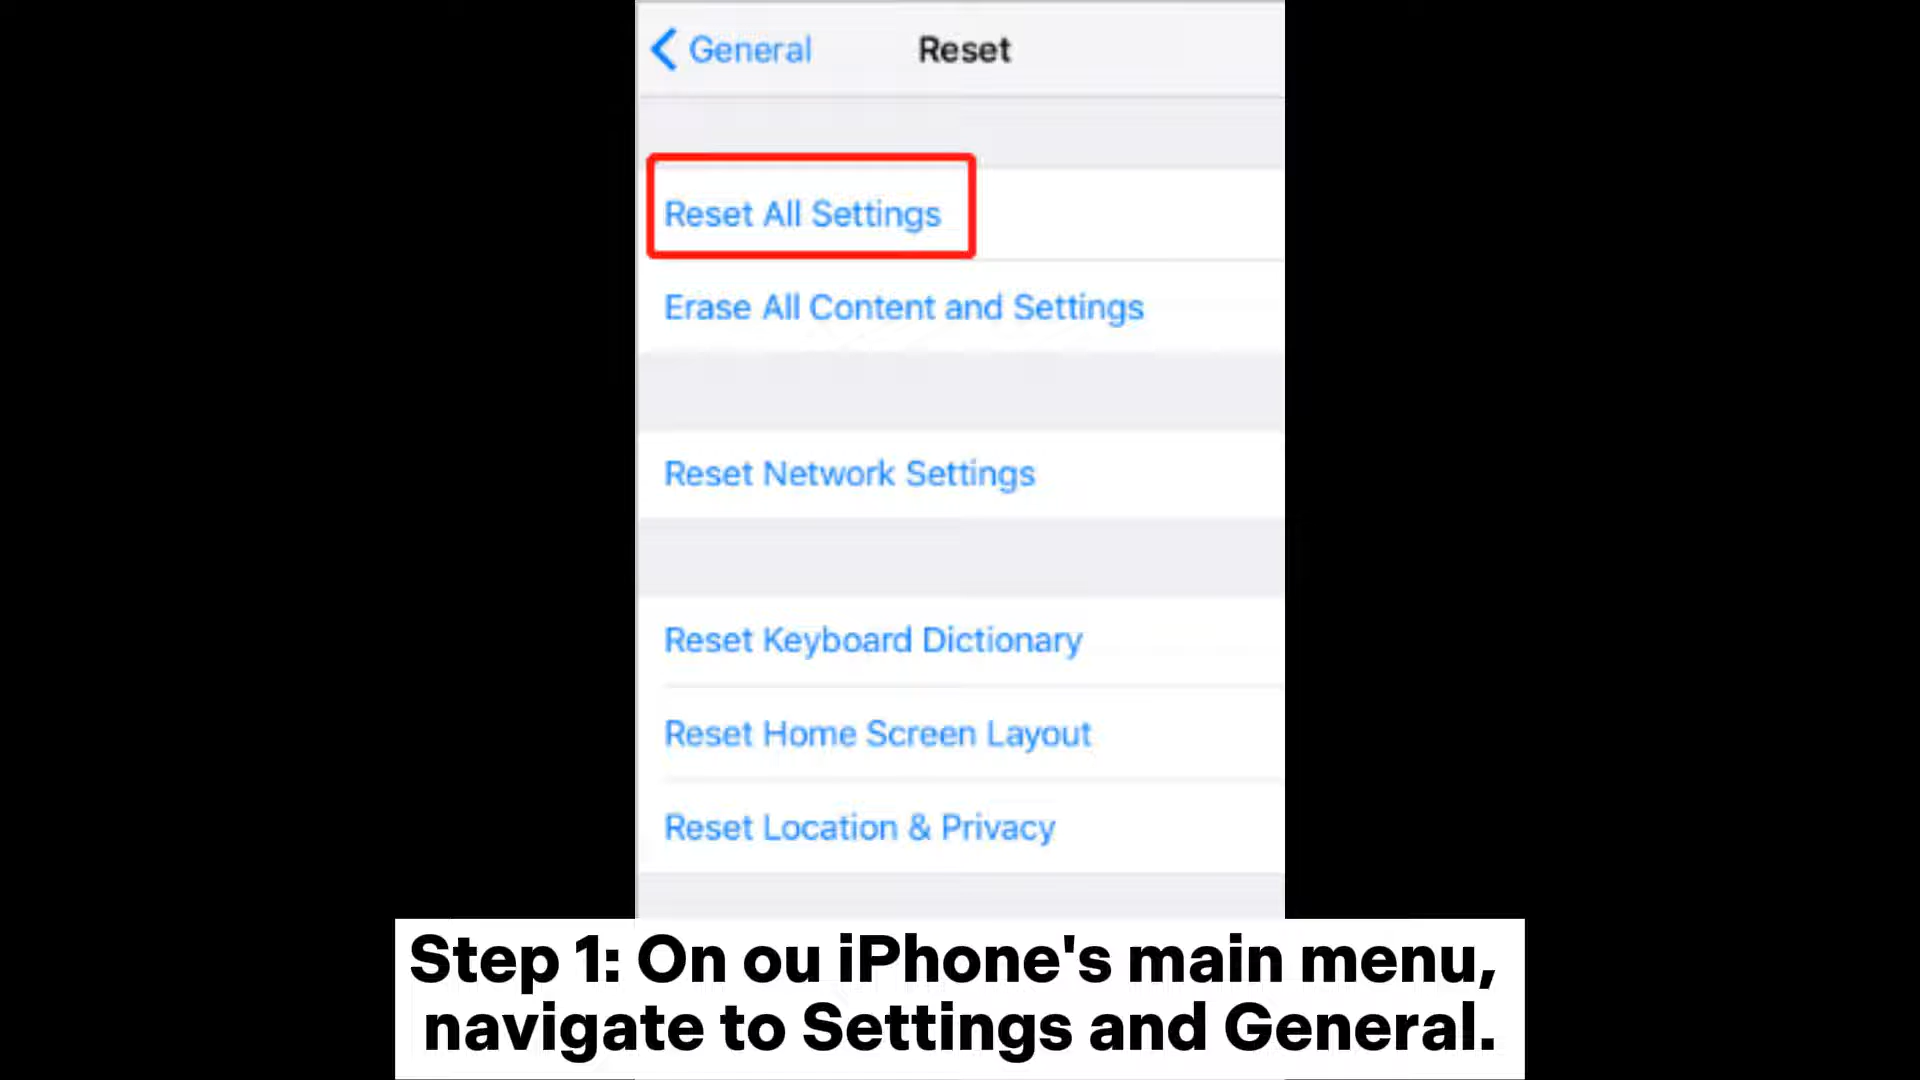 General
Reset
Reset All Settings
Erase All Content and Settings
Reset Network Settings
Reset Keyboard Dictionary
Reset Home Screen Layout
Reset Location & Privacy
Step 1: On ou iPhone's main menu,
navigate to Settings and General.